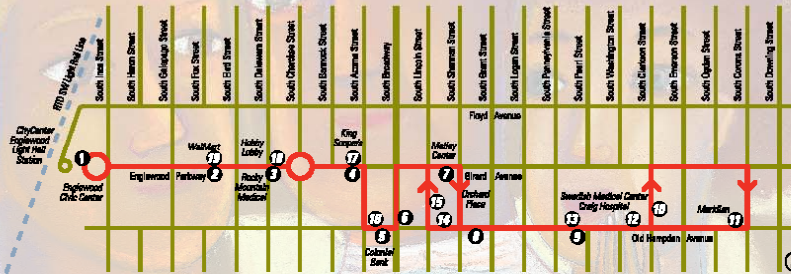 RTD SW Light Rail Line
South Inca Street
South Huron Street
South Galapago Street
South Fox Street
South Elati Street
South Delaware Street
South Cherokee Street
South Bannock Street
South Acoma Street
South Broadway
South Lincoln Street
South Sherman Street
South Grant Street
South Logan Street
South Pennsylvania Street
South Pearl Street
South Washington Street
South Clarkson Street
South Emerson Street
South Ogden Street
South Corona Street
South Downing Street
Floyd Avenue
CityCenter
Englewood
Light Rail
Station
1
Englewood
Civic Center
WalMart
19
2
Englewood Parkway
Hobby
Lobby
18
3
Rocky
Mountain
Medical
King
Soopers
17
4
16
5
Colonial
Bank
6
Malley
Center
7
Girard Avenue
Orchard
Place
15
14
8
Swedish Medical Center
Craig Hospital
13
9
12
Meridian
11
Old Hampden Avenue